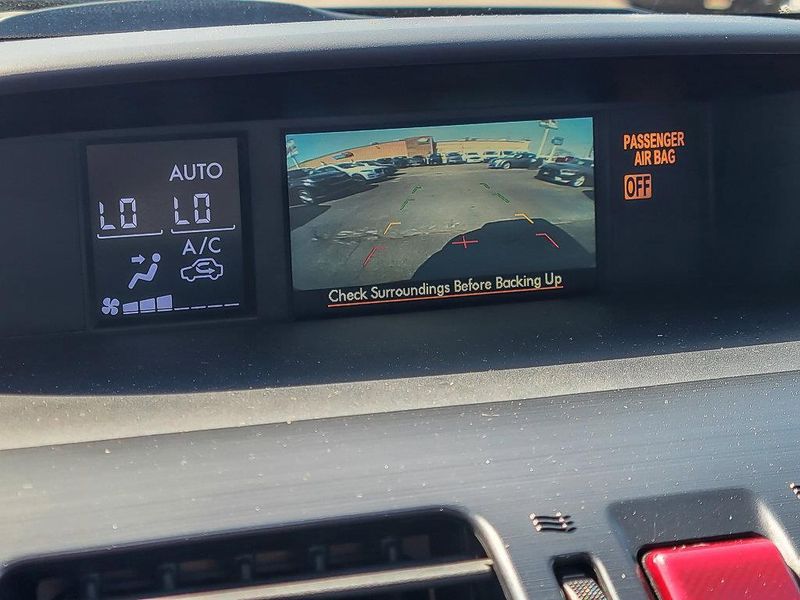 AUTO
LO LO
A/C
Check Surroundings Before Backing Up
PASSENGER
AIR BAG
OFF